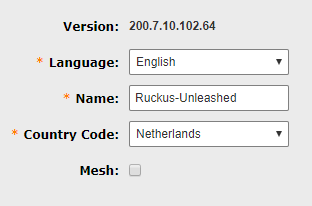 Version: 200.7.10.102.64
* Language: English
* Name: Ruckus-Unleashed
* Country Code: Netherlands
Mesh: